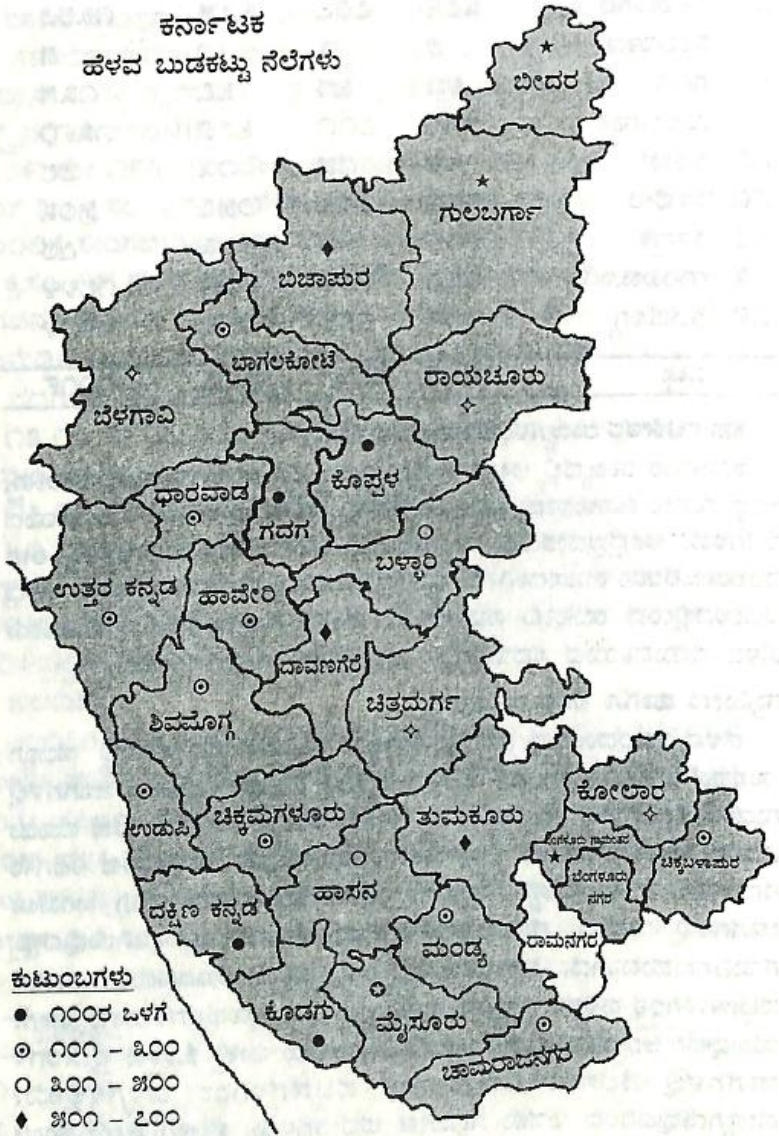 ಕರ್ನಾಟಕ
ಹೆಳವ ಬುಡಕಟ್ಟು ನೆಲೆಗಳು
ಬೀದರ
ಗುಲಬರ್ಗಾ
ಬಿಜಾಪುರ
ಬಾಗಲಕೋಟೆ
ರಾಯಚೂರು
ಬೆಳಗಾವಿ
ಕೊಪ್ಪಳ
ಧಾರವಾಡ
ಗದಗ
ಬಳ್ಳಾರಿ
ಉತ್ತರ ಕನ್ನಡ
ಹಾವೇರಿ
ದಾವಣಗೆರೆ
ಚಿತ್ರದುರ್ಗ
ಶಿವಮೊಗ್ಗ
ಕೋಲಾರ
ಉಡುಪಿ
ಚಿಕ್ಕಮಗಳೂರು
ತುಮಕೂರು
ಬೆಂಗಳೂರು ಗ್ರಾಮಾಂತರ
ಚಿಕ್ಕಬಳ್ಳಾಪುರ
ಬೆಂಗಳೂರು
ನಗರ
ಹಾಸನ
ದಕ್ಷಿಣ ಕನ್ನಡ
ಮಂಡ್ಯ
ರಾಮನಗರ
ಕೊಡಗು
ಮೈಸೂರು
ಚಾಮರಾಜನಗರ
ಕುಟುಂಬಗಳು
೧೦೦ರ ಒಳಗೆ
೧೦೧ - ೩೦೦
೩೦೧ - ೫೦೦
೫೦೧ - ೭೦೦